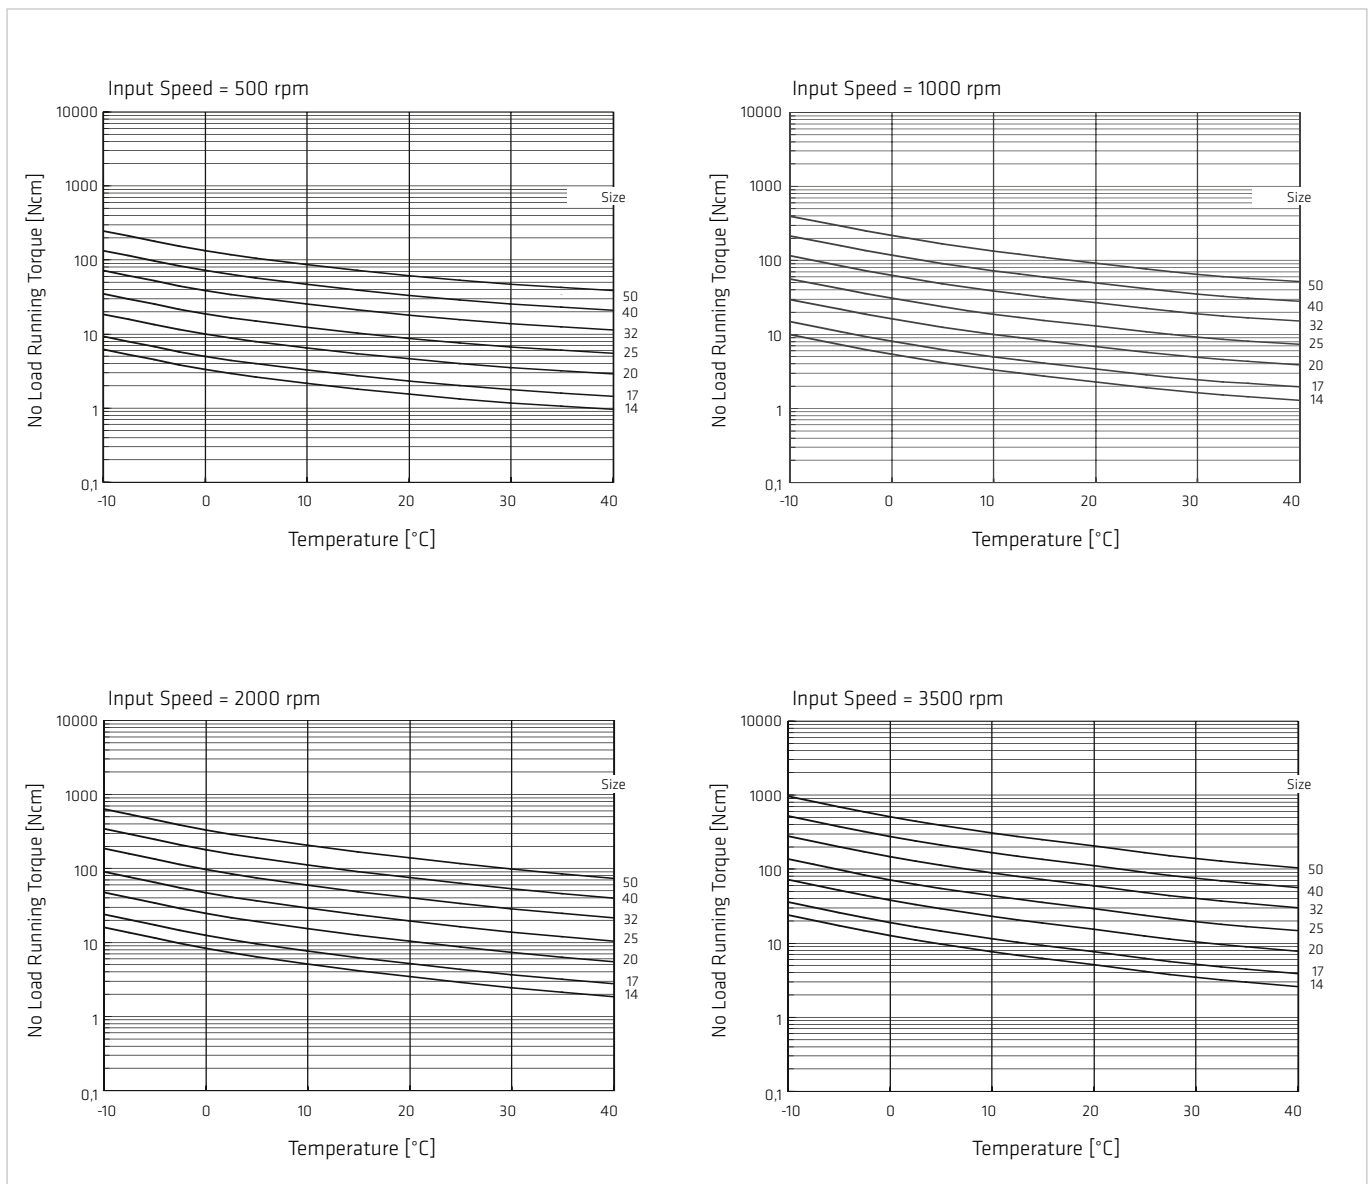 Input Speed = 500 rpm
No Load Running Torque [Ncm]
10000
1000
100
10
1
0,1
Size
50
40
32
25
20
17
14
-10 0 10 20 30 40
Temperature [°C]
Input Speed = 1000 rpm
No Load Running Torque [Ncm]
10000
1000
100
10
1
0,1
Size
50
40
32
25
20
17
14
-10 0 10 20 30 40
Temperature [°C]
Input Speed = 2000 rpm
No Load Running Torque [Ncm]
10000
1000
100
10
1
0,1
Size
50
40
32
25
20
17
14
-10 0 10 20 30 40
Temperature [°C]
Input Speed = 3500 rpm
No Load Running Torque [Ncm]
10000
1000
100
10
1
0,1
Size
50
40
32
25
20
17
14
-10 0 10 20 30 40
Temperature [°C]